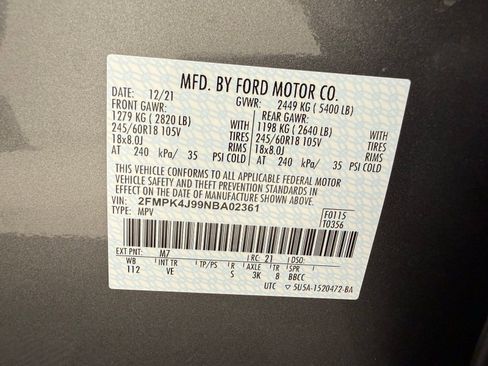 MFD. BY FORD MOTOR CO.
DATE: 12/21 GVWR: 2449 KG ( 5400 LB)
FRONT GAWR: REAR GAWR:
1279 KG ( 2820 LB) WITH 1198 KG ( 2640 LB) WITH
245/60R18 105V TIRES 245/60R18 105V TIRES
18x8.0J RIMS 18x8.0J RIMS
AT 240 kPa/ 35 PSI COLD AT 240 kPa/ 35 PSI COLD
THIS VEHICLE CONFORMS TO ALL APPLICABLE FEDERAL MOTOR
VEHICLE SAFETY AND THEFT PREVENTION STANDARDS IN
EFFECT ON THE DATE OF MANUFACTURE SHOWN ABOVE.
VIN: 2FMPK4J99NBA02361 F0115
TYPE: MPV T0356
EXT PNT: M7 RC: 21 DSO:
WB INT TR TP/PS R AXLE TR SPR
112 VE S 3K 8 BBCC
UTC 5U5A-1520472-BA